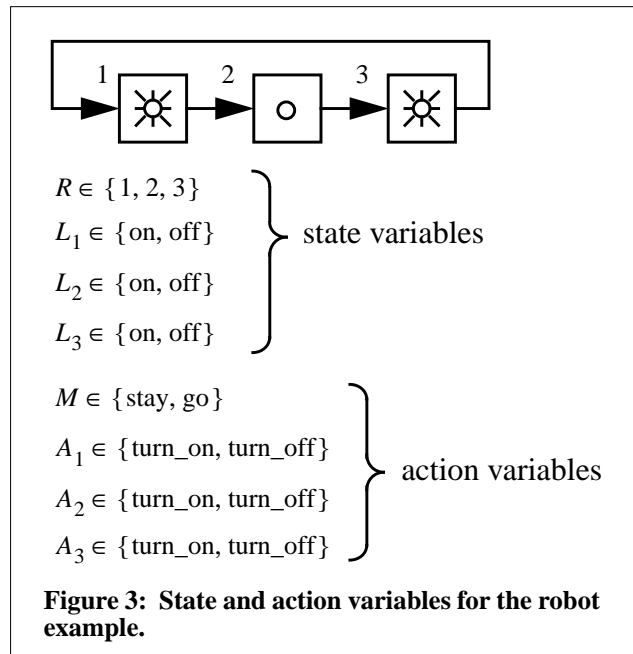 1 2 3
R ∈ {1, 2, 3}
L₁ ∈ {on, off}
state variables
L₂ ∈ {on, off}
L₃ ∈ {on, off}
M ∈ {stay, go}
A₁ ∈ {turn_on, turn_off}
action variables
A₂ ∈ {turn_on, turn_off}
A₃ ∈ {turn_on, turn_off}
Figure 3: State and action variables for the robot
example.